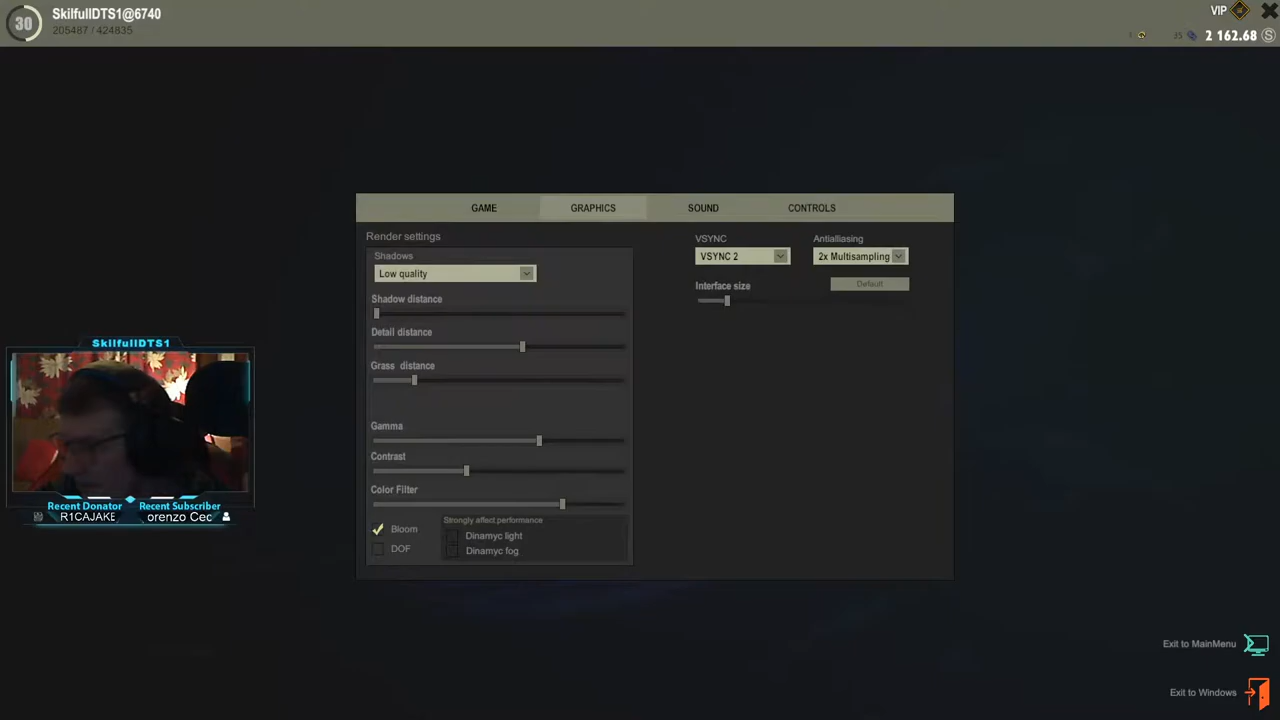 30
SkilfullDTS1@6740
205487 / 424835
VIP
2 162.68
GAME
GRAPHICS
SOUND
CONTROLS
Render settings
Shadows
Low quality
Shadow distance
Detail distance
Grass distance
Gamma
Contrast
Color Filter
Bloom
DOF
Strongly affect performance
Dinamyc light
Dinamyc fog
VSYNC
VSYNC 2
Antialliasing
2x Multisampling
Interface size
Default
SkilfullDTS1
Recent Donator
R1CAJAKE
Recent Subscriber
orenzo Cec
Exit to MainMenu
Exit to Windows